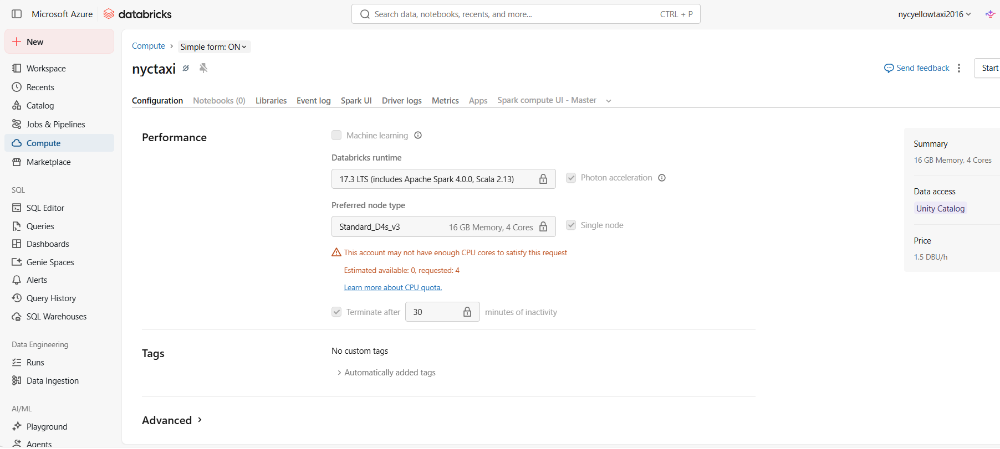 Microsoft Azure databricks
Search data, notebooks, recents, and more... CTRL + P
nycyellowtaxi2016
New
Workspace
Recents
Catalog
Jobs & Pipelines
Compute
Marketplace
SQL
SQL Editor
Queries
Dashboards
Genie Spaces
Alerts
Query History
SQL Warehouses
Data Engineering
Runs
Data Ingestion
AI/ML
Playground
Agents
Compute › Simple form: ON
nyctaxi
Send feedback
Start
Configuration Notebooks (0) Libraries Event log Spark UI Driver logs Metrics Apps Spark compute UI - Master
Performance
Machine learning
Databricks runtime
17.3 LTS (includes Apache Spark 4.0.0, Scala 2.13) Photon acceleration
Preferred node type
Standard_D4s_v3 16 GB Memory, 4 Cores Single node
This account may not have enough CPU cores to satisfy this request
Estimated available: 0, requested: 4
Learn more about CPU quota.
Terminate after 30 minutes of inactivity
Tags
No custom tags
Automatically added tags
Advanced
Summary
16 GB Memory, 4 Cores
Data access
Unity Catalog
Price
1.5 DBU/h